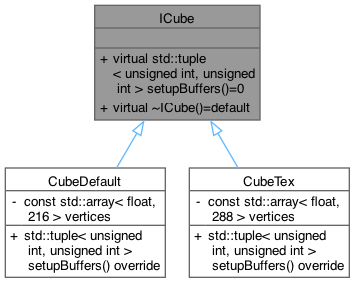 ICube
+ virtual std::tuple
< unsigned int, unsigned
int > setupBuffers()=0
+ virtual ~ICube()=default
CubeDefault
- const std::array< float,
216 > vertices
+ std::tuple< unsigned
int, unsigned int >
setupBuffers() override
CubeTex
- const std::array< float,
288 > vertices
+ std::tuple< unsigned
int, unsigned int >
setupBuffers() override